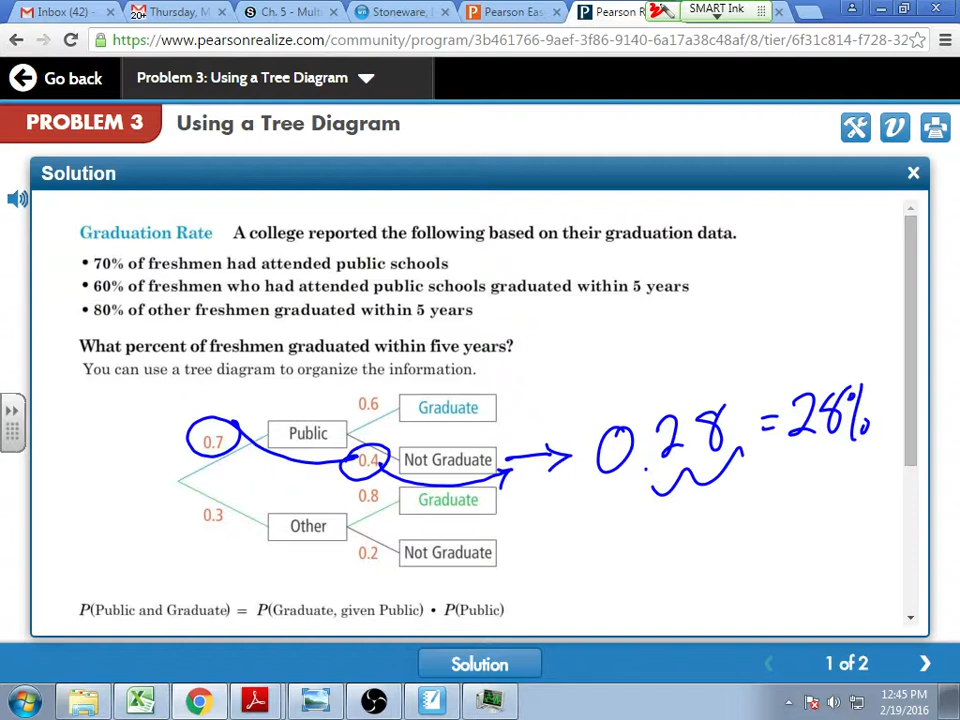 Inbox (42) -
Thursday, M
20+
Ch. 5 - Mult
Stoneware,
Pearson Eas
Pearson R
SMART Ink
https://www.pearsonrealize.com/community/program/3b461766-9aef-3f86-9140-6a17a38c48af/8/tier/6f31c814-f728-32
Go back
Problem 3: Using a Tree Diagram
PROBLEM 3
Using a Tree Diagram
Solution
Graduation Rate A college reported the following based on their graduation data.
• 70% of freshmen had attended public schools
• 60% of freshmen who had attended public schools graduated within 5 years
• 80% of other freshmen graduated within 5 years
What percent of freshmen graduated within five years?
You can use a tree diagram to organize the information.
0.6
Graduate
0.7
Public
0.4
Not Graduate
0.28 = 28%
0.8
Graduate
0.3
Other
0.2
Not Graduate
P(Public and Graduate) = P(Graduate, given Public) • P(Public)
Solution
1 of 2
12:45 PM
2/19/2016